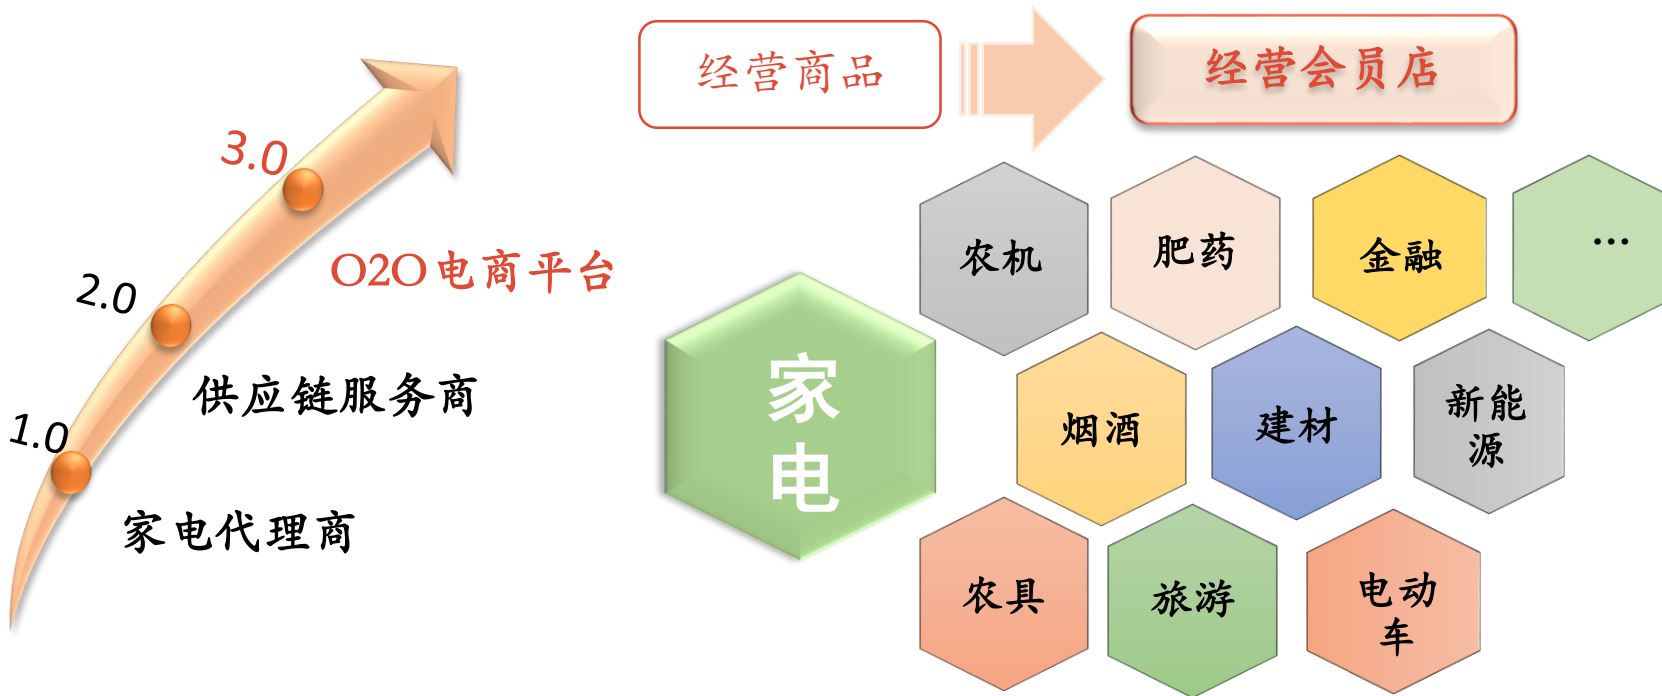 3.0
O2O电商平台
2.0
供应链服务商
1.0
家电代理商
经营商品
经营会员店
家
电
农机
肥药
金融
...
烟酒
建材
新能
源
农具
旅游
电动
车